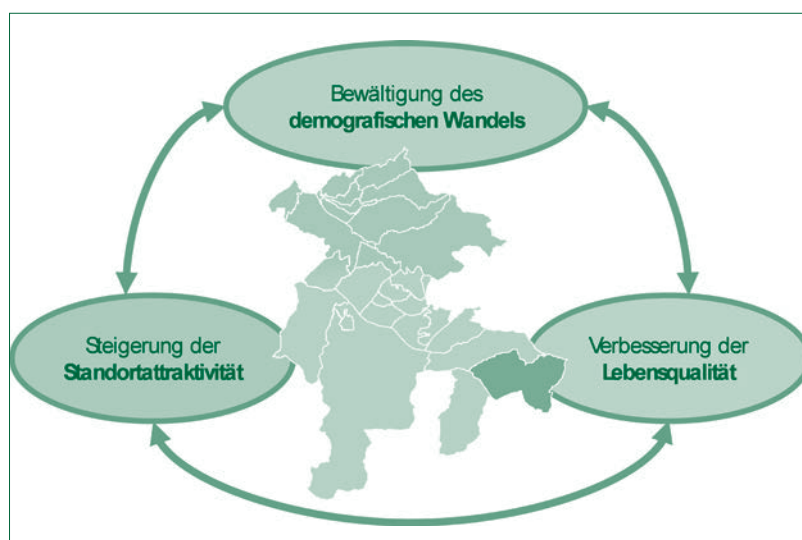 Bewältigung des
demografischen Wandels
Steigerung der
Standortattraktivität
Verbesserung der
Lebensqualität